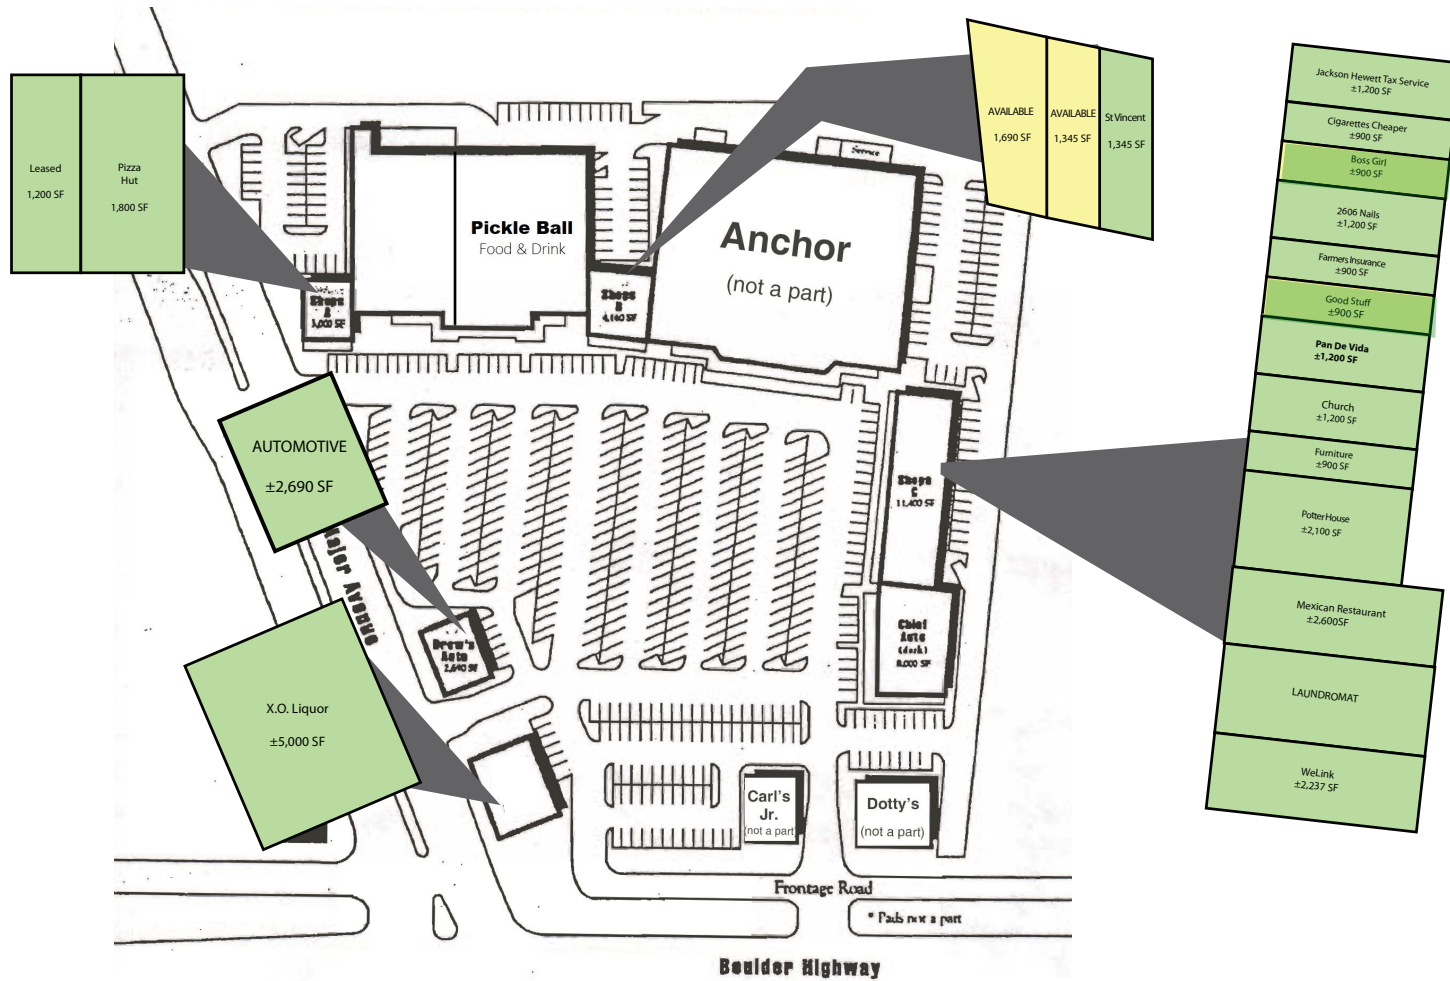 Leased
1,200 SF
Pizza
Hut
1,800 SF
AVAILABLE
1,690 SF
AVAILABLE
1,345 SF
St Vincent
1,345 SF
Jackson Hewett Tax Service
±1,200 SF
Cigarettes Cheaper
±900 SF
Boss Girl
±900 SF
2606 Nails
±1,200 SF
Farmers Insurance
±900 SF
Good Stuff
±900 SF
Pan De Vida
±1,200 SF
Church
±1,200 SF
Furniture
±900 SF
PotterHouse
±2,100 SF
Mexican Restaurant
±2,600SF
LAUNDROMAT
WeLink
±2,237 SF
Service
Pickle Ball
Food & Drink
Anchor
(not a part)
Shops
A
3,000 SF
Shops
B
4,160 SF
AUTOMOTIVE
±2,690 SF
Shops
C
11,400 SF
Major Avenue
Drew's
Auto
2,690 SF
Chief
Auto
(dark)
8,000 SF
X.O. Liquor
±5,000 SF
Carl's
Jr.
(not a part)
Dotty's
(not a part)
Frontage Road
* Pads not a part
Boulder Highway